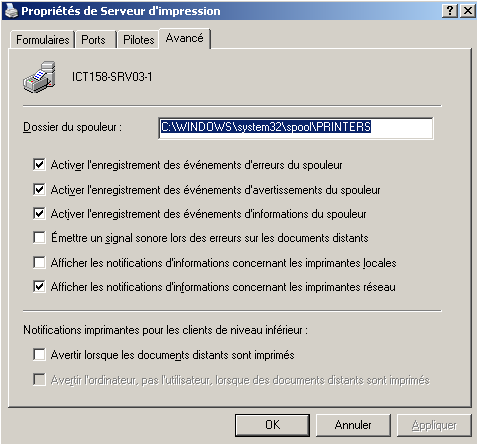 Propriétés de Serveur d'impression
Formulaires Ports Pilotes Avancé
ICT158-SRV03-1
Dossier du spouleur : C:\WINDOWS\system32\spool\PRINTERS
Activer l'enregistrement des événements d'erreurs du spouleur
Activer l'enregistrement des événements d'avertissements du spouleur
Activer l'enregistrement des événements d'informations du spouleur
Émettre un signal sonore lors des erreurs sur les documents distants
Afficher les notifications d'informations concernant les imprimantes locales
Afficher les notifications d'informations concernant les imprimantes réseau
Notifications imprimantes pour les clients de niveau inférieur :
Avertir lorsque les documents distants sont imprimés
Avertir l'ordinateur, pas l'utilisateur, lorsque des documents distants sont imprimés
OK Annuler Appliquer